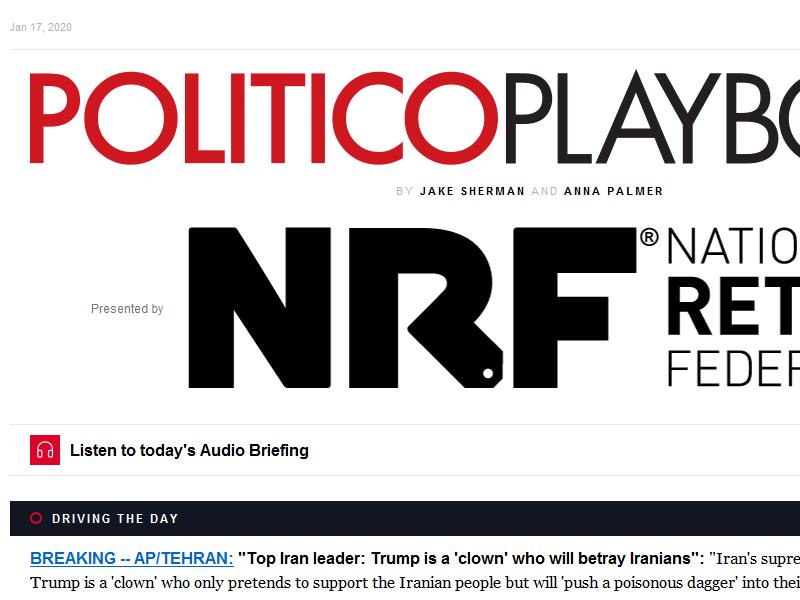 Jan 17, 2020
POLITICOPLAYBO
BY JAKE SHERMAN AND ANNA PALMER
Presented by
NRF® NATIO
RET
FEDER
Listen to today's Audio Briefing
DRIVING THE DAY
BREAKING -- AP/TEHRAN: "Top Iran leader: Trump is a 'clown' who will betray Iranians": "Iran's supre
Trump is a 'clown' who only pretends to support the Iranian people but will 'push a poisonous dagger' into thei